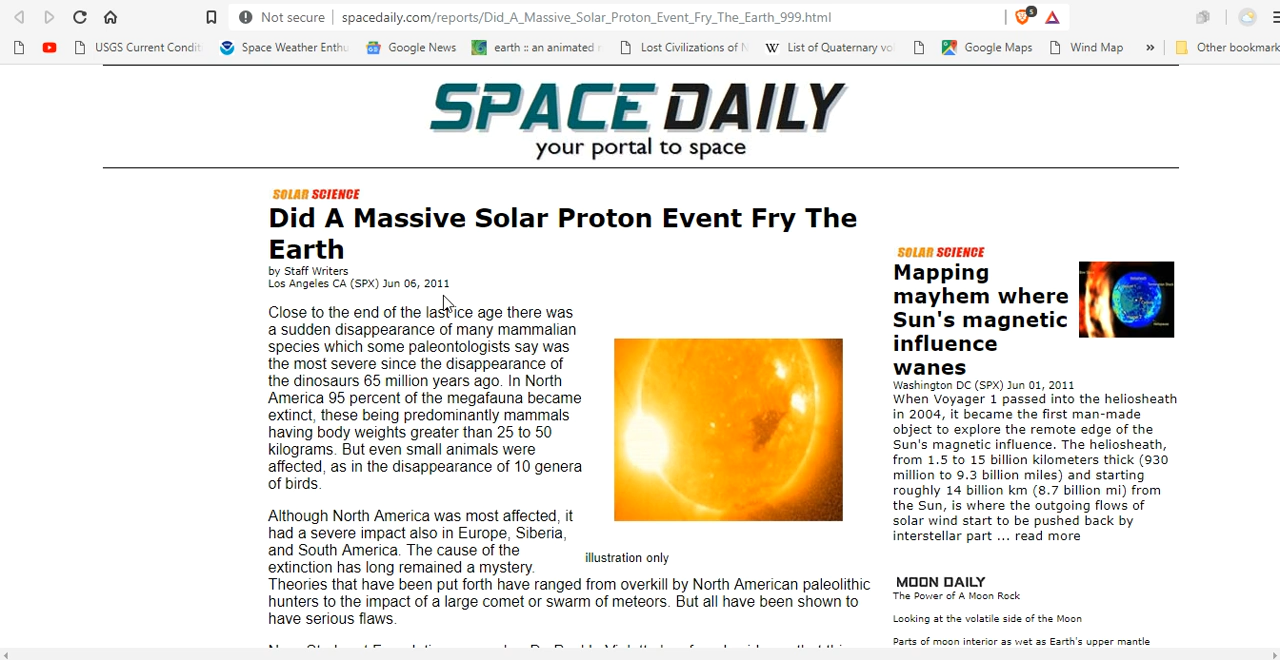 Not secure | spacedaily.com/reports/Did_A_Massive_Solar_Proton_Event_Fry_The_Earth_999.html
5
USGS Current Condit
Space Weather Enthu
Google News
earth :: an animated
Lost Civilizations of N
W List of Quaternary vo
Google Maps
Wind Map
»
Other bookmark
SPACE DAILY
your portal to space
SOLAR SCIENCE
Did A Massive Solar Proton Event Fry The
Earth
by Staff Writers
Los Angeles CA (SPX) Jun 06, 2011
Close to the end of the last ice age there was
a sudden disappearance of many mammalian
species which some paleontologists say was
the most severe since the disappearance of
the dinosaurs 65 million years ago. In North
America 95 percent of the megafauna became
extinct, these being predominantly mammals
having body weights greater than 25 to 50
kilograms. But even small animals were
affected, as in the disappearance of 10 genera
of birds.
Although North America was most affected, it
had a severe impact also in Europe, Siberia,
and South America. The cause of the
extinction has long remained a mystery.
Theories that have been put forth have ranged from overkill by North American paleolithic
hunters to the impact of a large comet or swarm of meteors. But all have been shown to
have serious flaws.
illustration only
SOLAR SCIENCE
Mapping
mayhem where
Sun's magnetic
influence
wanes
Washington DC (SPX) Jun 01, 2011
When Voyager 1 passed into the heliosheath
in 2004, it became the first man-made
object to explore the remote edge of the
Sun's magnetic influence. The heliosheath,
from 1.5 to 15 billion kilometers thick (930
million to 9.3 billion miles) and starting
roughly 14 billion km (8.7 billion mi) from
the Sun, is where the outgoing flows of
solar wind start to be pushed back by
interstellar part ... read more
MOON DAILY
The Power of A Moon Rock
Looking at the volatile side of the Moon
Parts of moon interior as wet as Earth's upper mantle